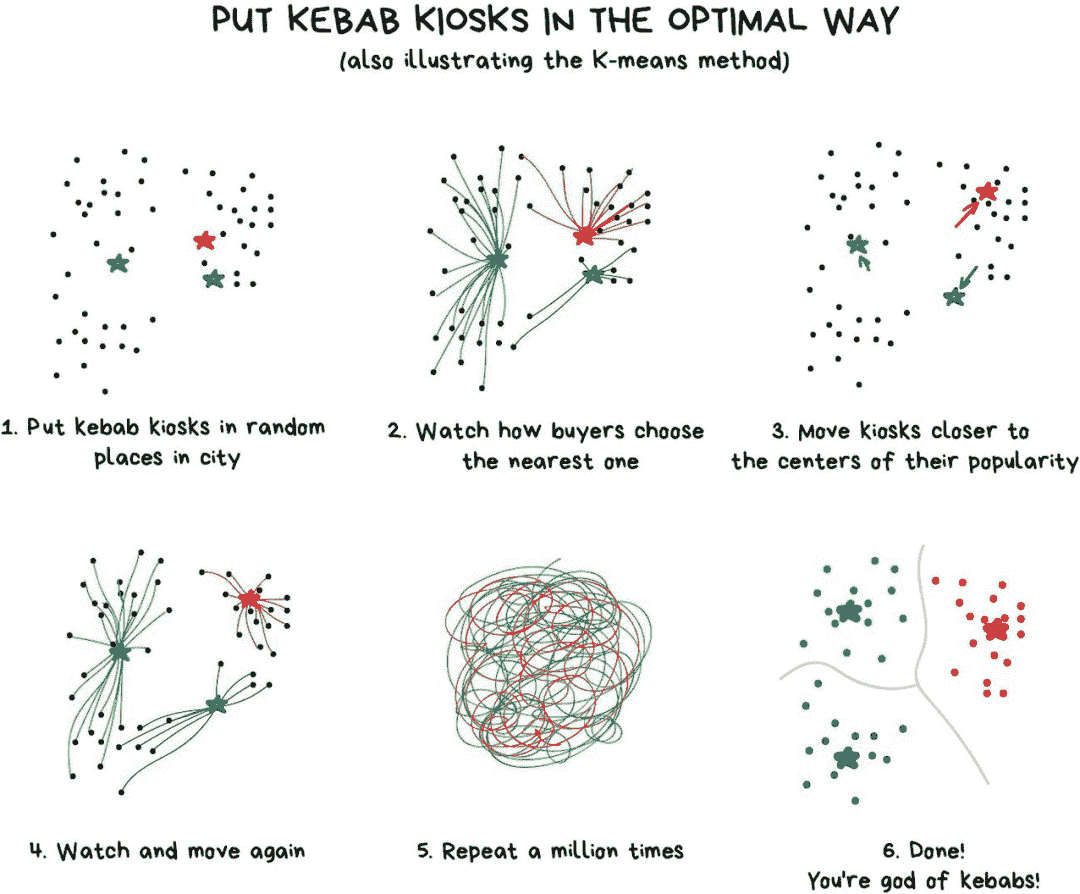 PUT KEBAB KIOSKS IN THE OPTIMAL WAY
(also illustrating the K-means method)
1. Put kebab kiosks in random
places in city
2. Watch how buyers choose
the nearest one
3. Move kiosks closer to
the centers of their popularity
4. Watch and move again
5. Repeat a million times
6. Done!
You're god of kebabs!